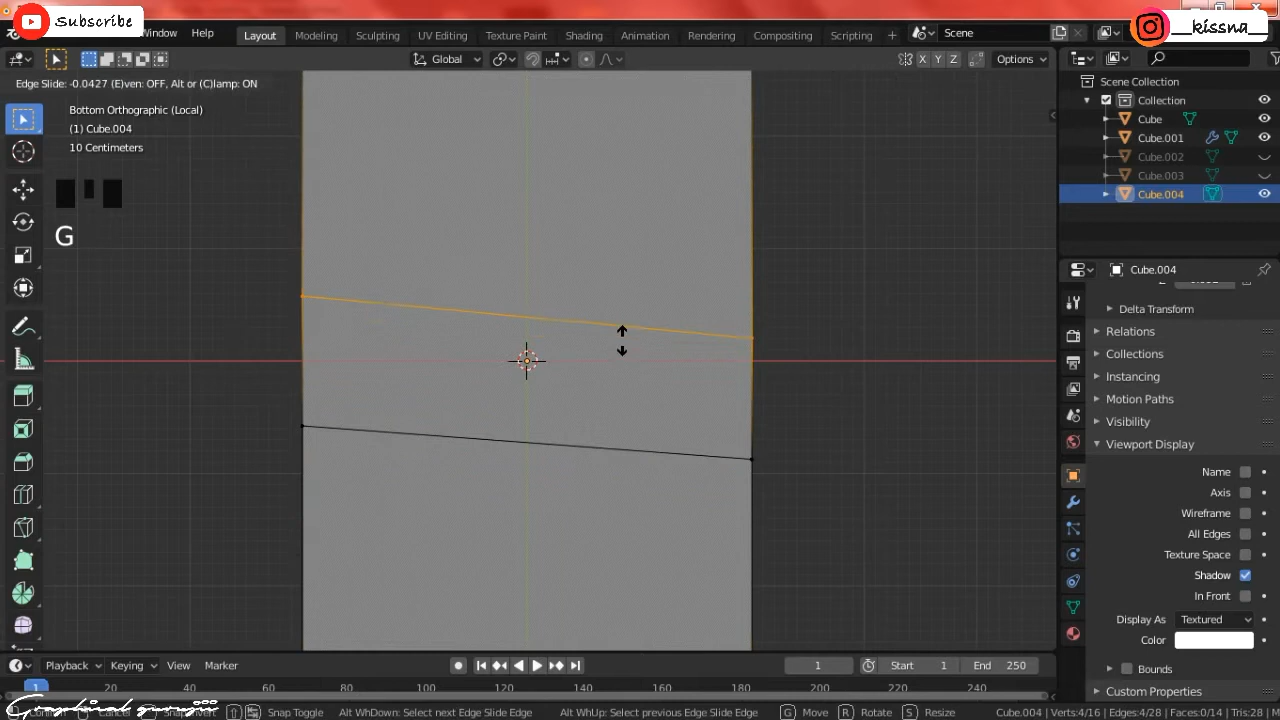 Subscribe
__kissna__
Window Help
Layout Modeling Sculpting UV Editing Texture Paint Shading Animation Rendering Compositing Scripting +
Scene
Global
X Y Z
Options
Edge Slide: -0.0427 (E)ven: OFF, Alt or (C)lamp: ON
Bottom Orthographic (Local)
(1) Cube.004
10 Centimeters
G
Scene Collection
Collection
Cube
Cube.001
Cube.002
Cube.003
Cube.004
Cube.004
Delta Transform
Relations
Collections
Instancing
Motion Paths
Visibility
Viewport Display
Name
Axis
Wireframe
All Edges
Texture Space
Shadow
In Front
Display As Textured
Color
Bounds
Custom Properties
Playback Keying View Marker
1
Start 1
End 250
1 20 40 60 80 100 120 140 160 180 200 220 240
Snap Toggle Alt WhDown: Select next Edge Slide Edge Alt WhUp: Select previous Edge Slide Edge G Move R Rotate S Resize
Cube.004 | Verts:4/16 | Edges:4/28 | Faces:0/14 | Tris:28 | M